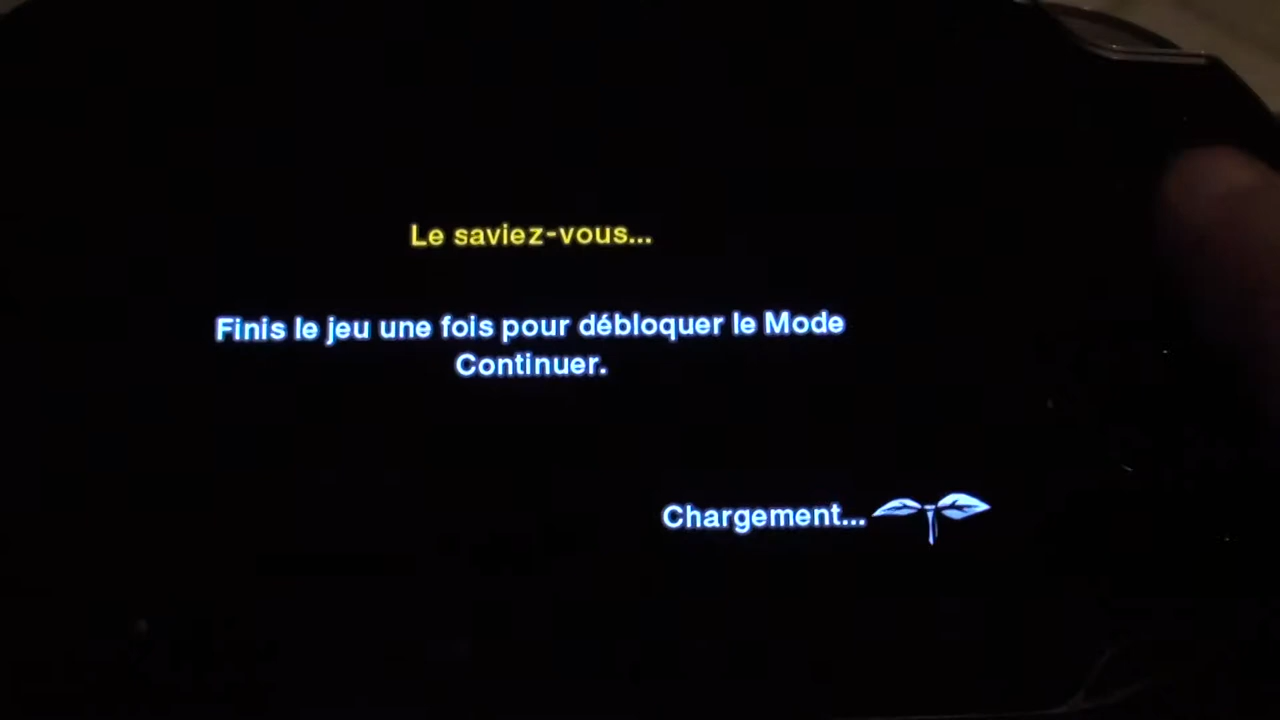 Le saviez-vous...
Finis le jeu une fois pour débloquer le Mode
Continuer.
Chargement...